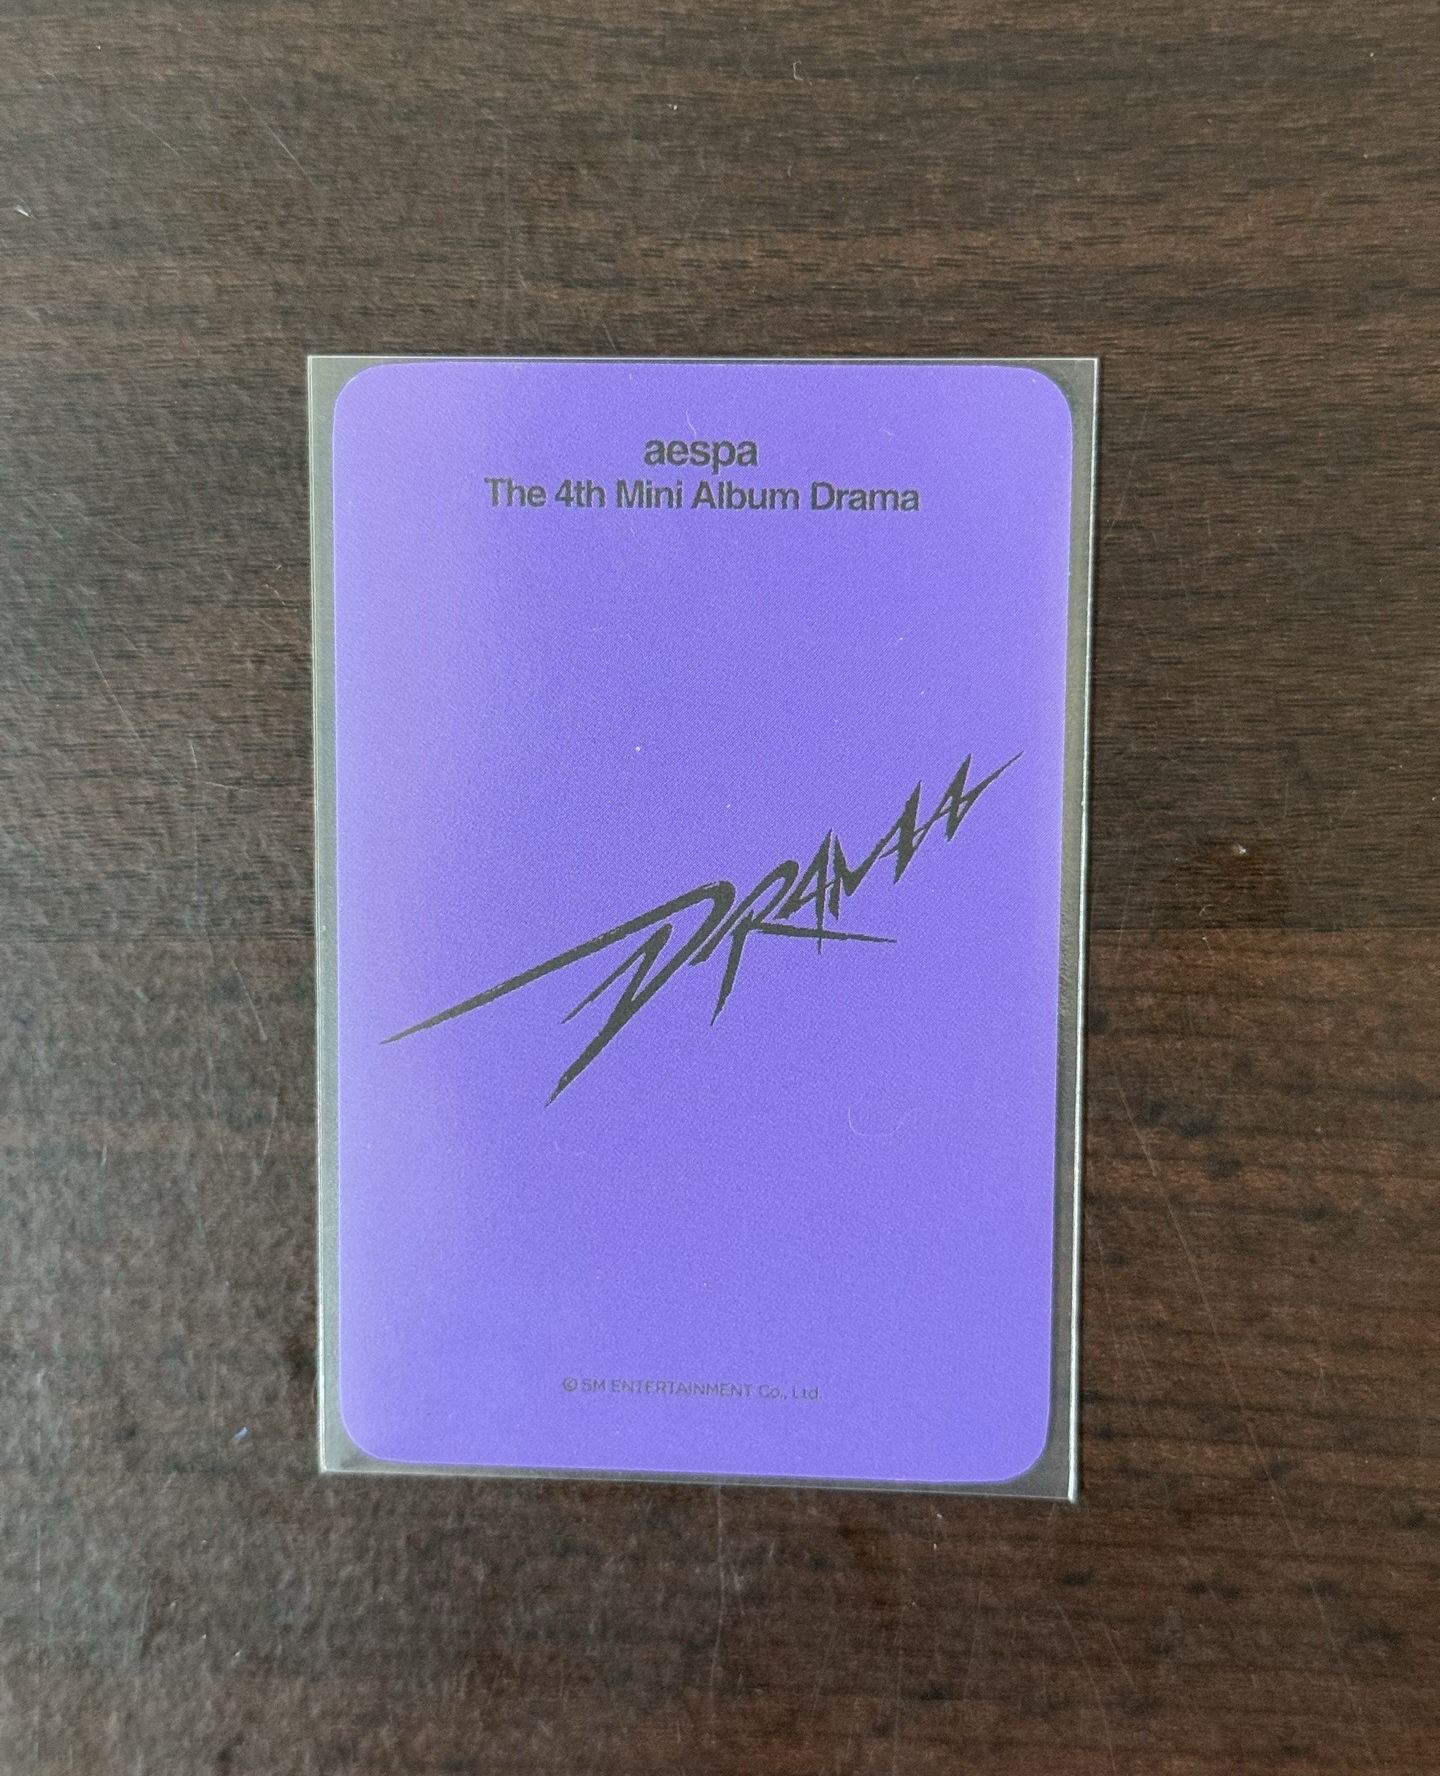 aespa
The 4th Mini Album Drama
DRAMA
© SM ENTERTAINMENT Co., Ltd.